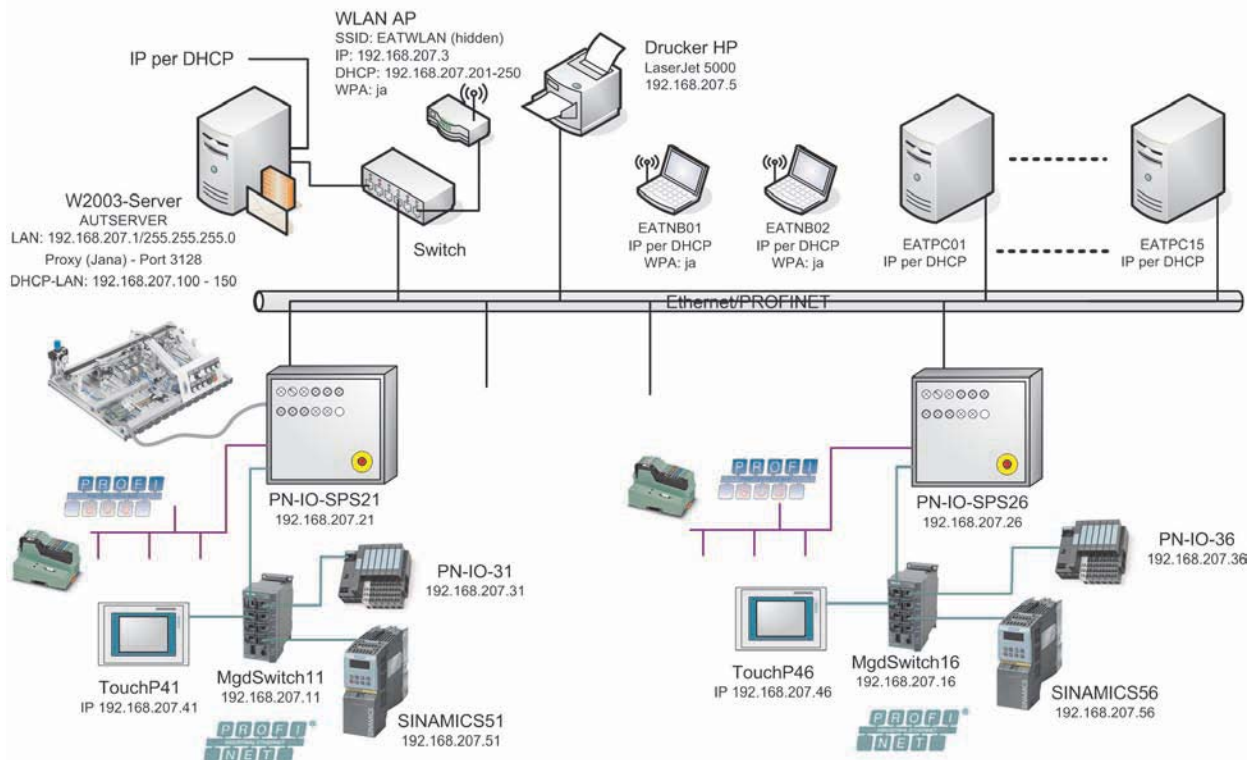 WLAN AP
SSID: EATWLAN (hidden)
IP: 192.168.207.3
DHCP: 192.168.207.201-250
WPA: ja
IP per DHCP
Drucker HP
LaserJet 5000
192.168.207.5
W2003-Server
AUTSERVER
LAN: 192.168.207.1/255.255.255.0
Proxy (Jana) - Port 3128
DHCP-LAN: 192.168.207.100 - 150
Switch
EATNB01
IP per DHCP
WPA: ja
EATNB02
IP per DHCP
WPA: ja
EATPC01
IP per DHCP
EATPC15
IP per DHCP
Ethernet/PROFINET
PN-IO-SPS21
192.168.207.21
PROFI
BUS
PN-IO-31
192.168.207.31
TouchP41
IP 192.168.207.41
MgdSwitch11
192.168.207.11
SINAMICS51
192.168.207.51
PROFI
INDUSTRIAL ETHERNET
NET
PN-IO-SPS26
192.168.207.26
PROFI
BUS
PN-IO-36
192.168.207.36
TouchP46
IP 192.168.207.46
MgdSwitch16
192.168.207.16
SINAMICS56
192.168.207.56
PROFI
INDUSTRIAL ETHERNET
NET